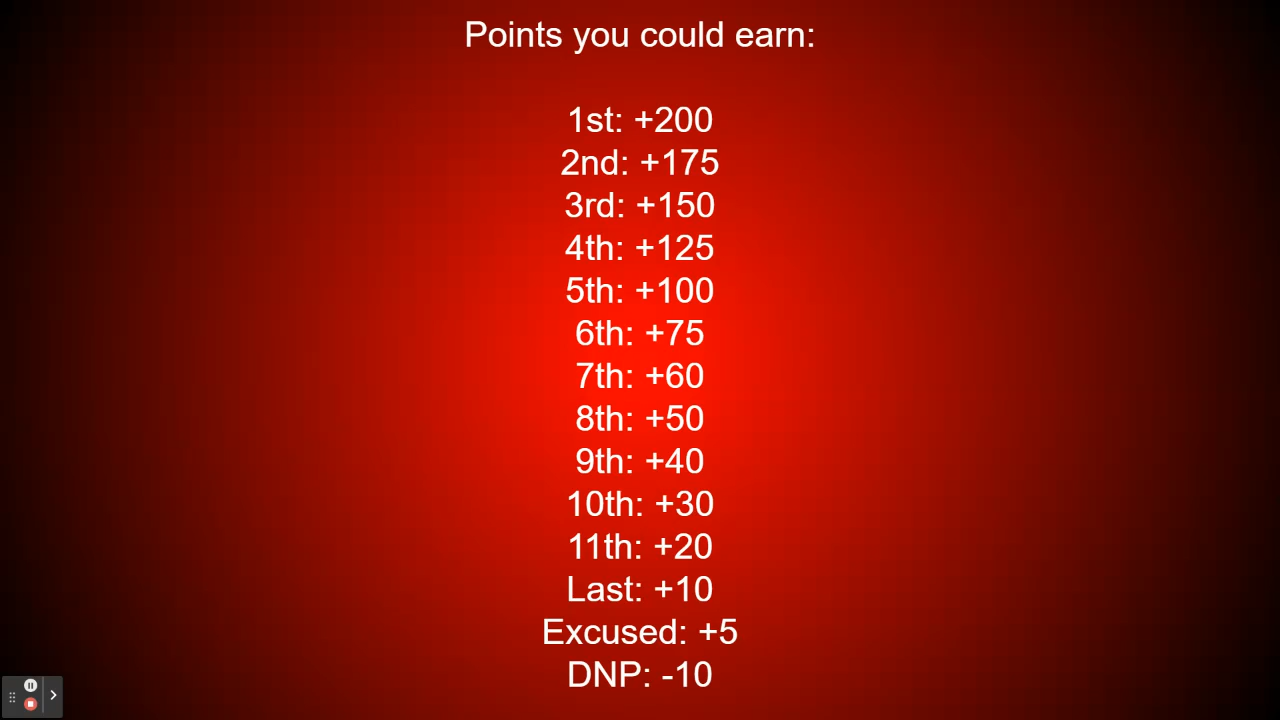 Points you could earn:
1st: +200
2nd: +175
3rd: +150
4th: +125
5th: +100
6th: +75
7th: +60
8th: +50
9th: +40
10th: +30
11th: +20
Last: +10
Excused: +5
DNP: -10